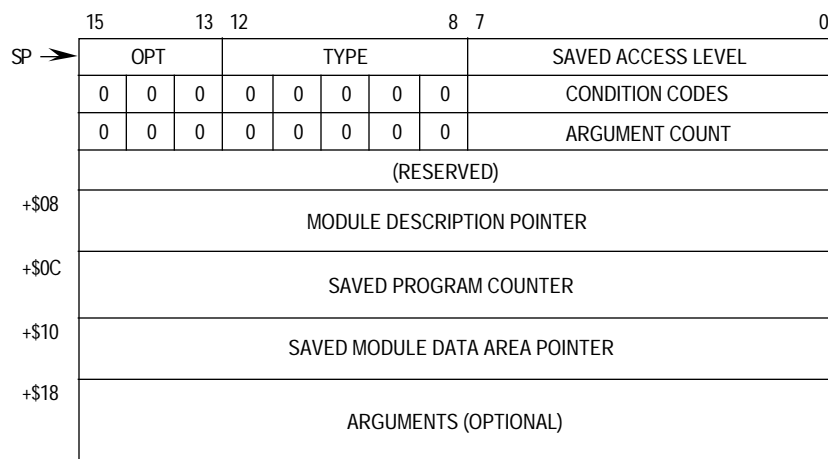 15 13 12 8 7 0
SP OPT TYPE SAVED ACCESS LEVEL
0 0 0 0 0 0 0 0 CONDITION CODES
0 0 0 0 0 0 0 0 ARGUMENT COUNT
(RESERVED)
+$08
MODULE DESCRIPTION POINTER
+$0C
SAVED PROGRAM COUNTER
+$10
SAVED MODULE DATA AREA POINTER
+$18
ARGUMENTS (OPTIONAL)